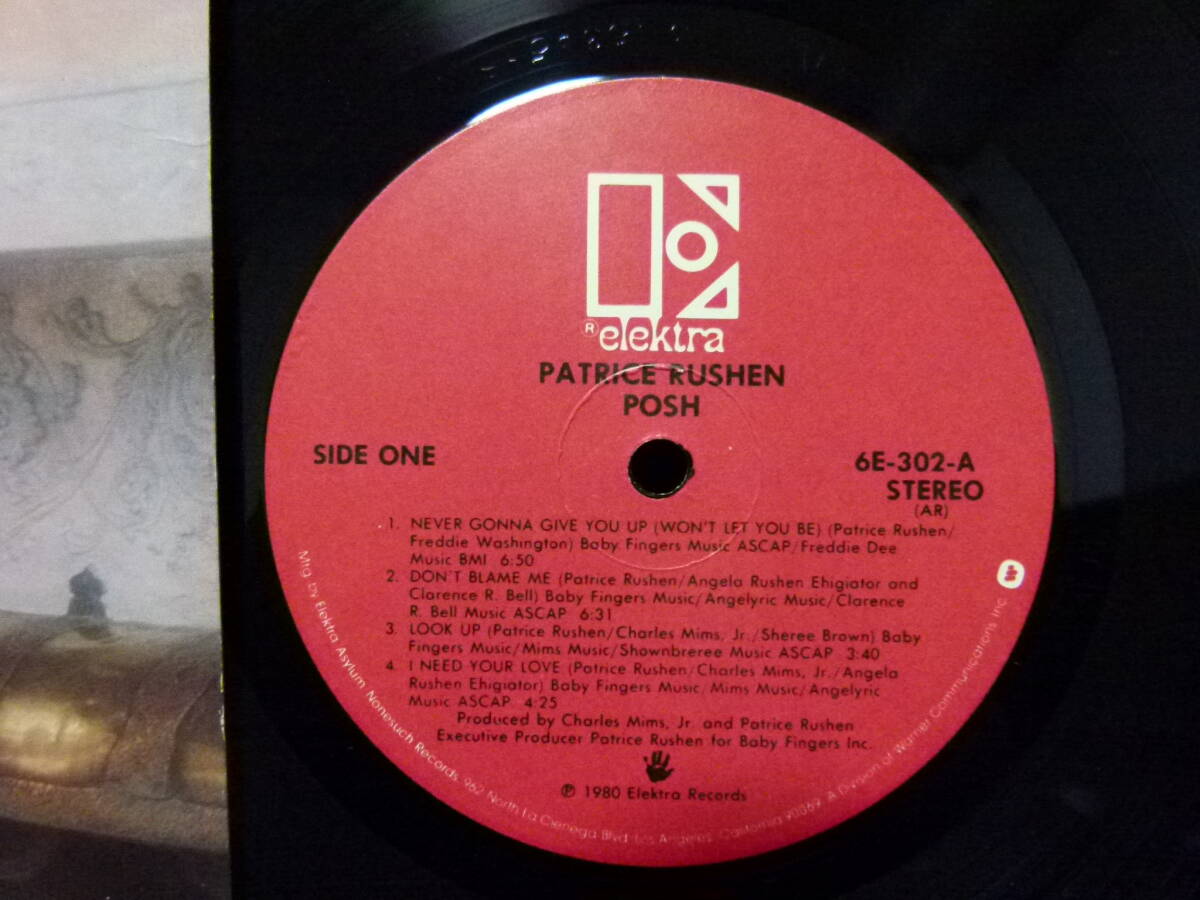 ® elektra
PATRICE RUSHEN
POSH
SIDE ONE
6E-302-A
STEREO
(AR)
1. NEVER GONNA GIVE YOU UP (WON'T LET YOU BE) (Patrice Rushen/
Freddie Washington) Baby Fingers Music ASCAP/Freddie Dee
Music BMI 6:50
2. DON'T BLAME ME (Patrice Rushen/Angela Rushen Ehigiator and
Clarence R. Bell) Baby Fingers Music/Angelyric Music/Clarence
R. Bell Music ASCAP 6:31
3. LOOK UP (Patrice Rushen/Charles Mims, Jr./Sheree Brown) Baby
Fingers Music/Mims Music/Shownbreree Music ASCAP 3:40
4. I NEED YOUR LOVE (Patrice Rushen/Charles Mims, Jr./Angela
Rushen Ehigiator) Baby Fingers Music/Mims Music/Angelyric
Music ASCAP 4:25
Produced by Charles Mims, Jr. and Patrice Rushen
Executive Producer Patrice Rushen for Baby Fingers Inc.
℗ 1980 Elektra Records
Mfg. by Elektra Asylum Nonesuch Records, 962 North La Cienega Blvd. Los Angeles, California 90069. A Division of Warner Communications Inc.